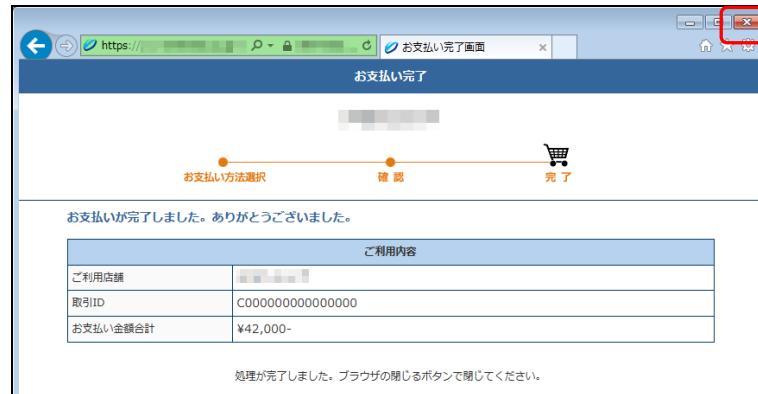 https://
お支払い完了画面
お支払い完了
お支払い方法選択
確 認
完 了
お支払いが完了しました。ありがとうございました。
ご利用内容
ご利用店舗
取引ID C000000000000000
お支払い金額合計 ¥42,000-
処理が完了しました。ブラウザの閉じるボタンで閉じてください。